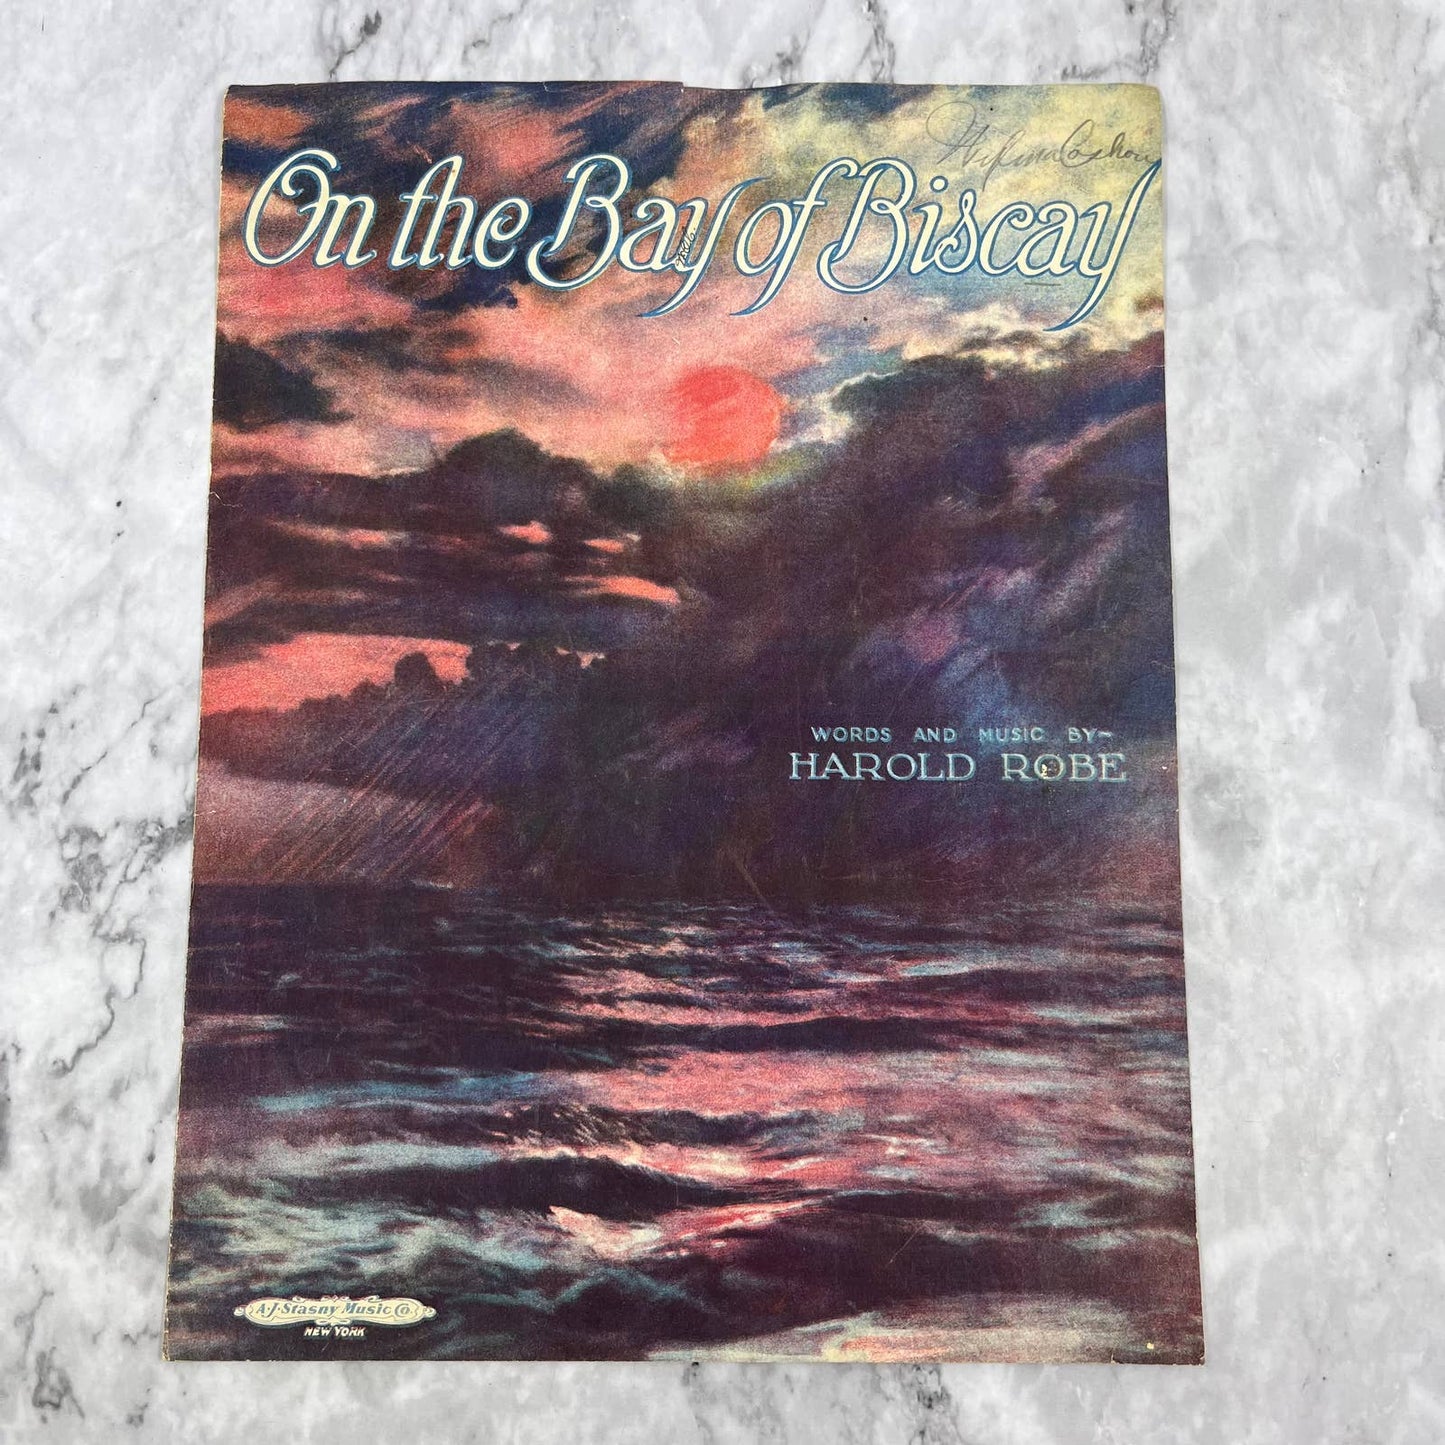 On the Bay of Biscay
WORDS AND MUSIC BY~
HAROLD ROBE
A·J·Stasny Music Co.
NEW YORK